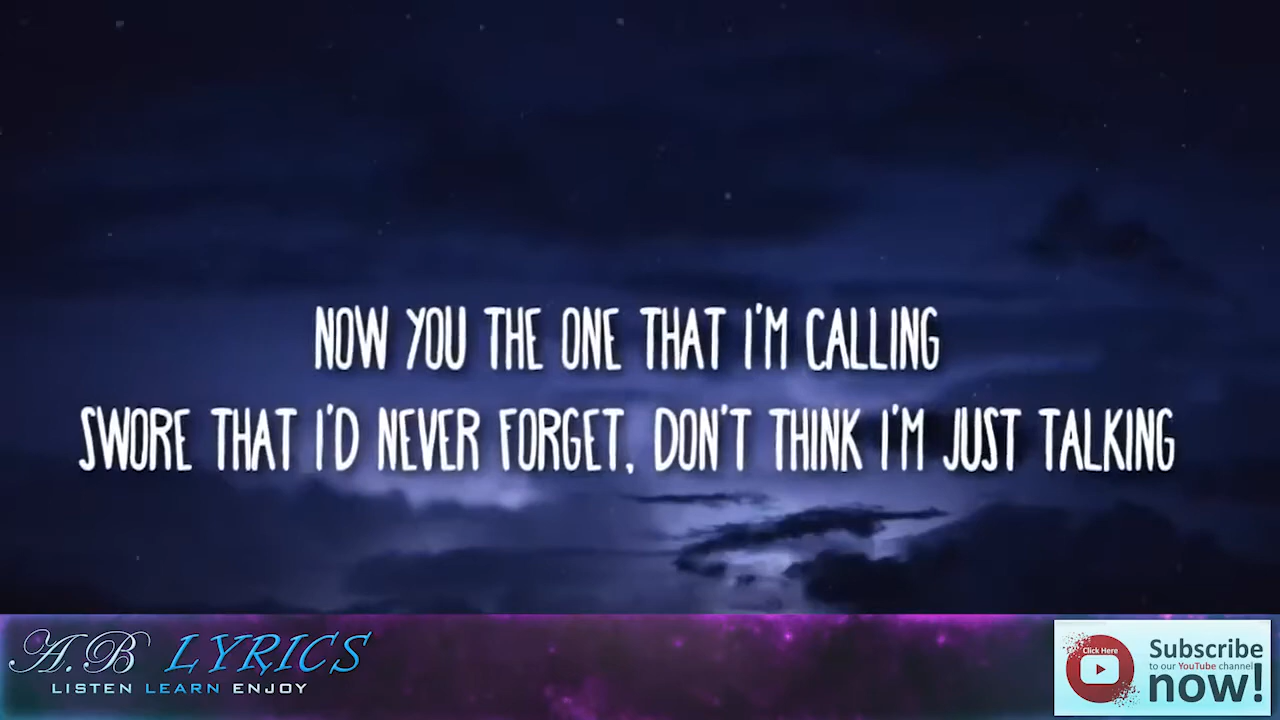 NOW YOU THE ONE THAT I'M CALLING
SWORE THAT I'D NEVER FORGET, DON'T THINK I'M JUST TALKING
A.B LYRICS
LISTEN LEARN ENJOY
Click Here
Subscribe
to our YouTube channel
now!